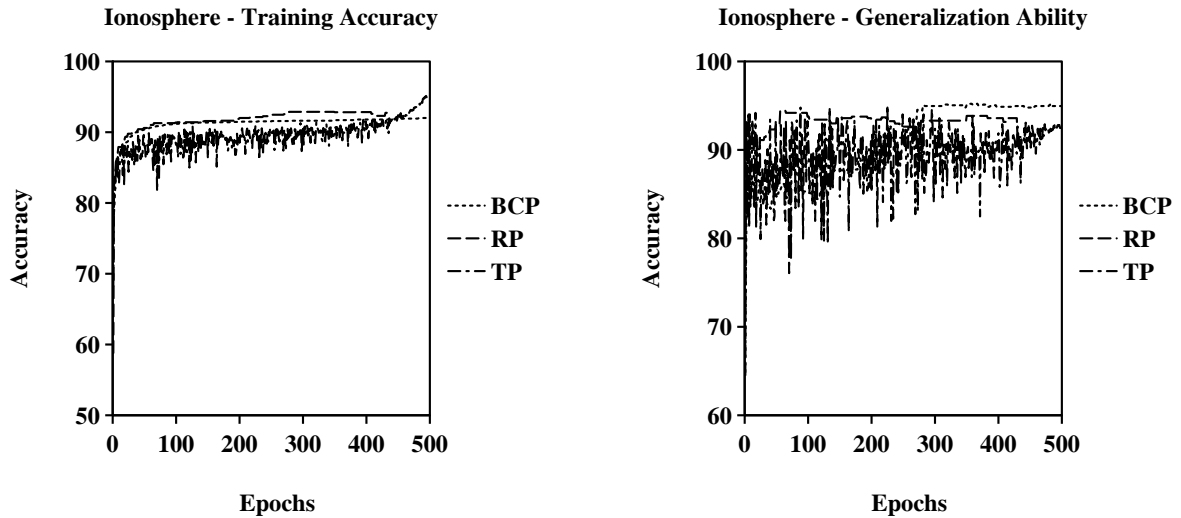 Ionosphere - Training Accuracy
100
90
80
70
60
50
0 100 200 300 400 500
Accuracy
Epochs
BCP
RP
TP
Ionosphere - Generalization Ability
100
90
80
70
60
0 100 200 300 400 500
Accuracy
Epochs
BCP
RP
TP